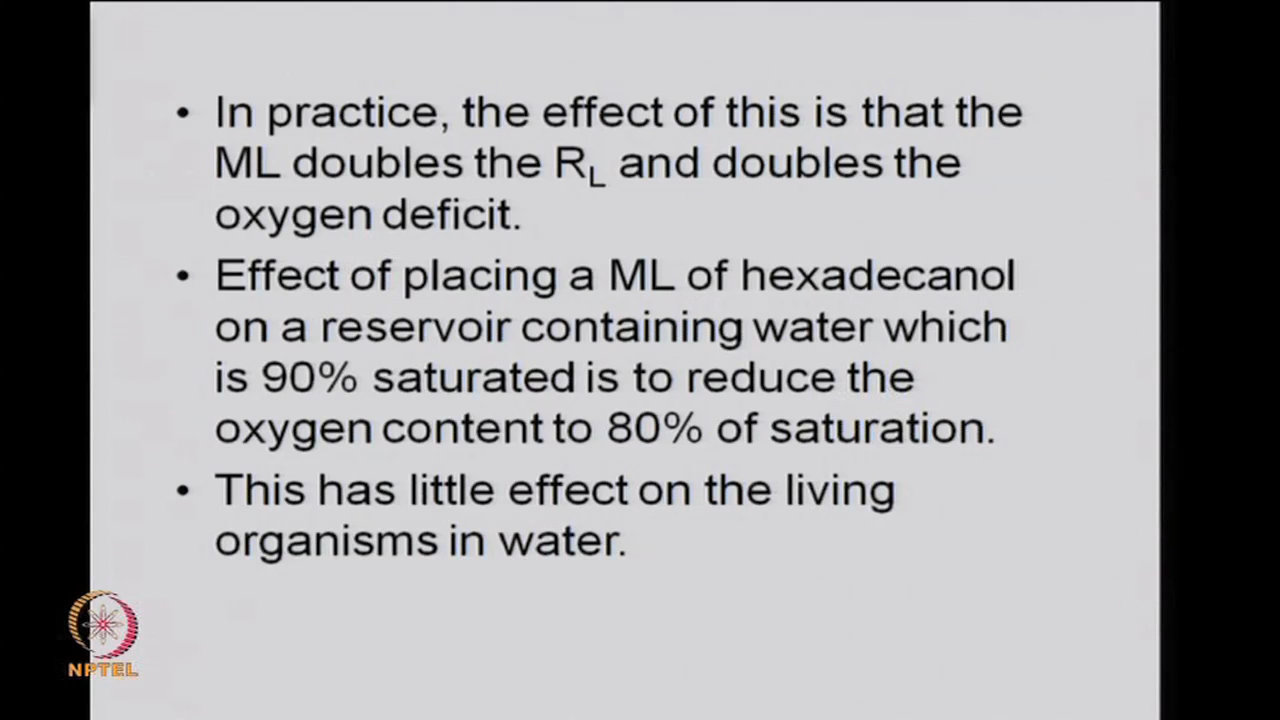 • In practice, the effect of this is that the
ML doubles the RL and doubles the
oxygen deficit.
• Effect of placing a ML of hexadecanol
on a reservoir containing water which
is 90% saturated is to reduce the
oxygen content to 80% of saturation.
• This has little effect on the living
organisms in water.
NPTEL